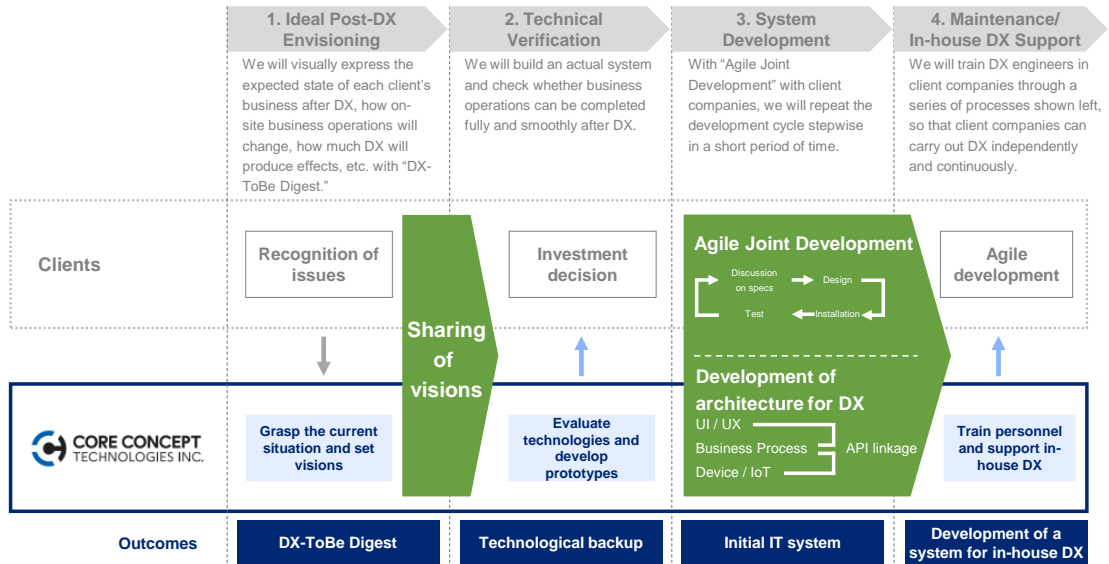 1. Ideal Post-DX
Envisioning
2. Technical
Verification
3. System
Development
4. Maintenance/
In-house DX Support
We will visually express the
expected state of each client's
business after DX, how on-
site business operations will
change, how much DX will
produce effects, etc. with “DX-
ToBe Digest.”
We will build an actual system
and check whether business
operations can be completed
fully and smoothly after DX.
With “Agile Joint
Development” with client
companies, we will repeat the
development cycle stepwise
in a short period of time.
We will train DX engineers in
client companies through a
series of processes shown left,
so that client companies can
carry out DX independently
and continuously.
Clients
Recognition of
issues
Sharing
of
visions
Investment
decision
Agile Joint Development
Discussion
on specs
Design
Test
Installation
Agile
development
CORE CONCEPT
TECHNOLOGIES INC.
Grasp the current
situation and set
visions
Evaluate
technologies and
develop
prototypes
Development of
architecture for DX
UI / UX
Business Process
API linkage
Device / IoT
Train personnel
and support in-
house DX
Outcomes
DX-ToBe Digest
Technological backup
Initial IT system
Development of a
system for in-house DX